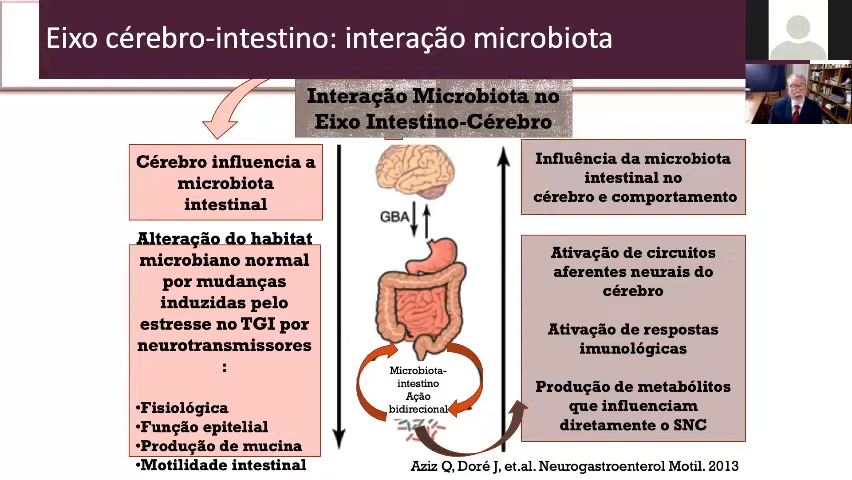 Eixo cérebro-intestino: interação microbiota
Interação Microbiota no
Eixo Intestino-Cérebro
Cérebro influencia a
microbiota
intestinal
Alteração do habitat
microbiano normal
por mudanças
induzidas pelo
estresse no TGI por
neurotransmissores
:
•Fisiológica
•Função epitelial
•Produção de mucina
•Motilidade intestinal
GBA
Microbiota-
intestino
Ação
bidirecional
Influência da microbiota
intestinal no
cérebro e comportamento
Ativação de circuitos
aferentes neurais do
cérebro
Ativação de respostas
imunológicas
Produção de metabólitos
que influenciam
diretamente o SNC
Aziz Q, Doré J, et.al. Neurogastroenterol Motil. 2013